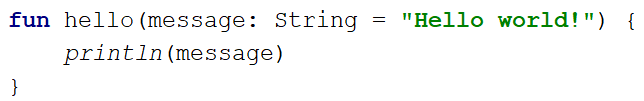 fun hello(message: String = "Hello world!") {
    println(message)
}